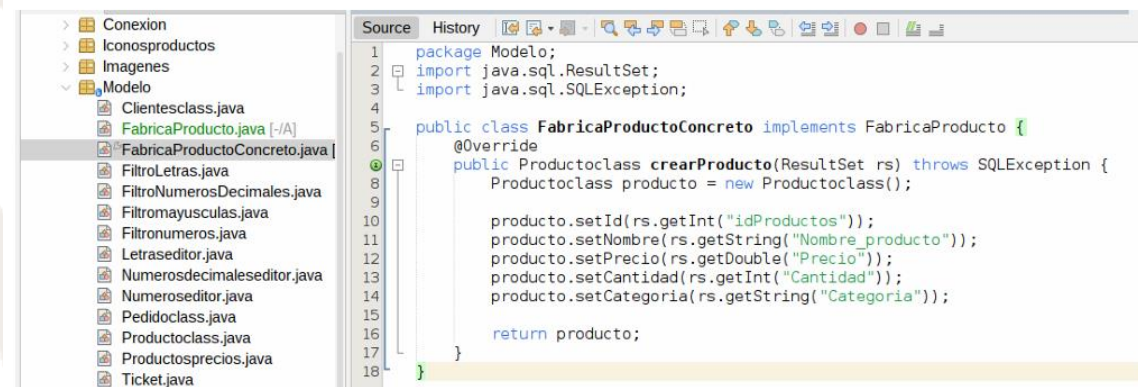 Conexion
Iconosproductos
Imagenes
Modelo
Clientesclass.java
FabricaProducto.java [-/A]
FabricaProductoConcreto.java [
FiltroLetras.java
FiltroNumerosDecimales.java
Filtromayusculas.java
Filtronumeros.java
Letraseditor.java
Numerosdecimaleseditor.java
Numeroseditor.java
Pedidoclass.java
Productoclass.java
Productosprecios.java
Ticket.java
Source History
1 package Modelo;
2 import java.sql.ResultSet;
3 import java.sql.SQLException;
4
5 public class FabricaProductoConcreto implements FabricaProducto {
6 @Override
public Productoclass crearProducto(ResultSet rs) throws SQLException {
8 Productoclass producto = new Productoclass();
9
10 producto.setId(rs.getInt("idProductos"));
11 producto.setNombre(rs.getString("Nombre_producto"));
12 producto.setPrecio(rs.getDouble("Precio"));
13 producto.setCantidad(rs.getInt("Cantidad"));
14 producto.setCategoria(rs.getString("Categoria"));
15
16 return producto;
17 }
18 }